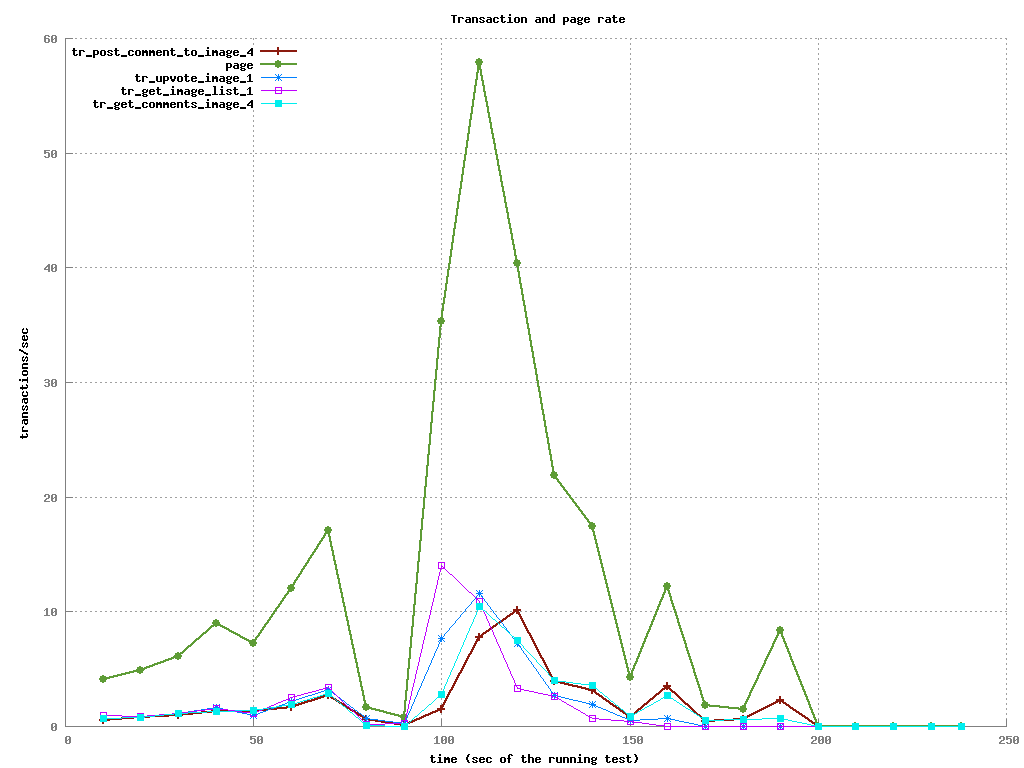 Transaction and page rate
60
tr_post_comment_to_image_4
page
tr_upvote_image_1
tr_get_image_list_1
tr_get_comments_image_4
50
40
30
20
10
0
transactions/sec
0 50 100 150 200 250
time (sec of the running test)